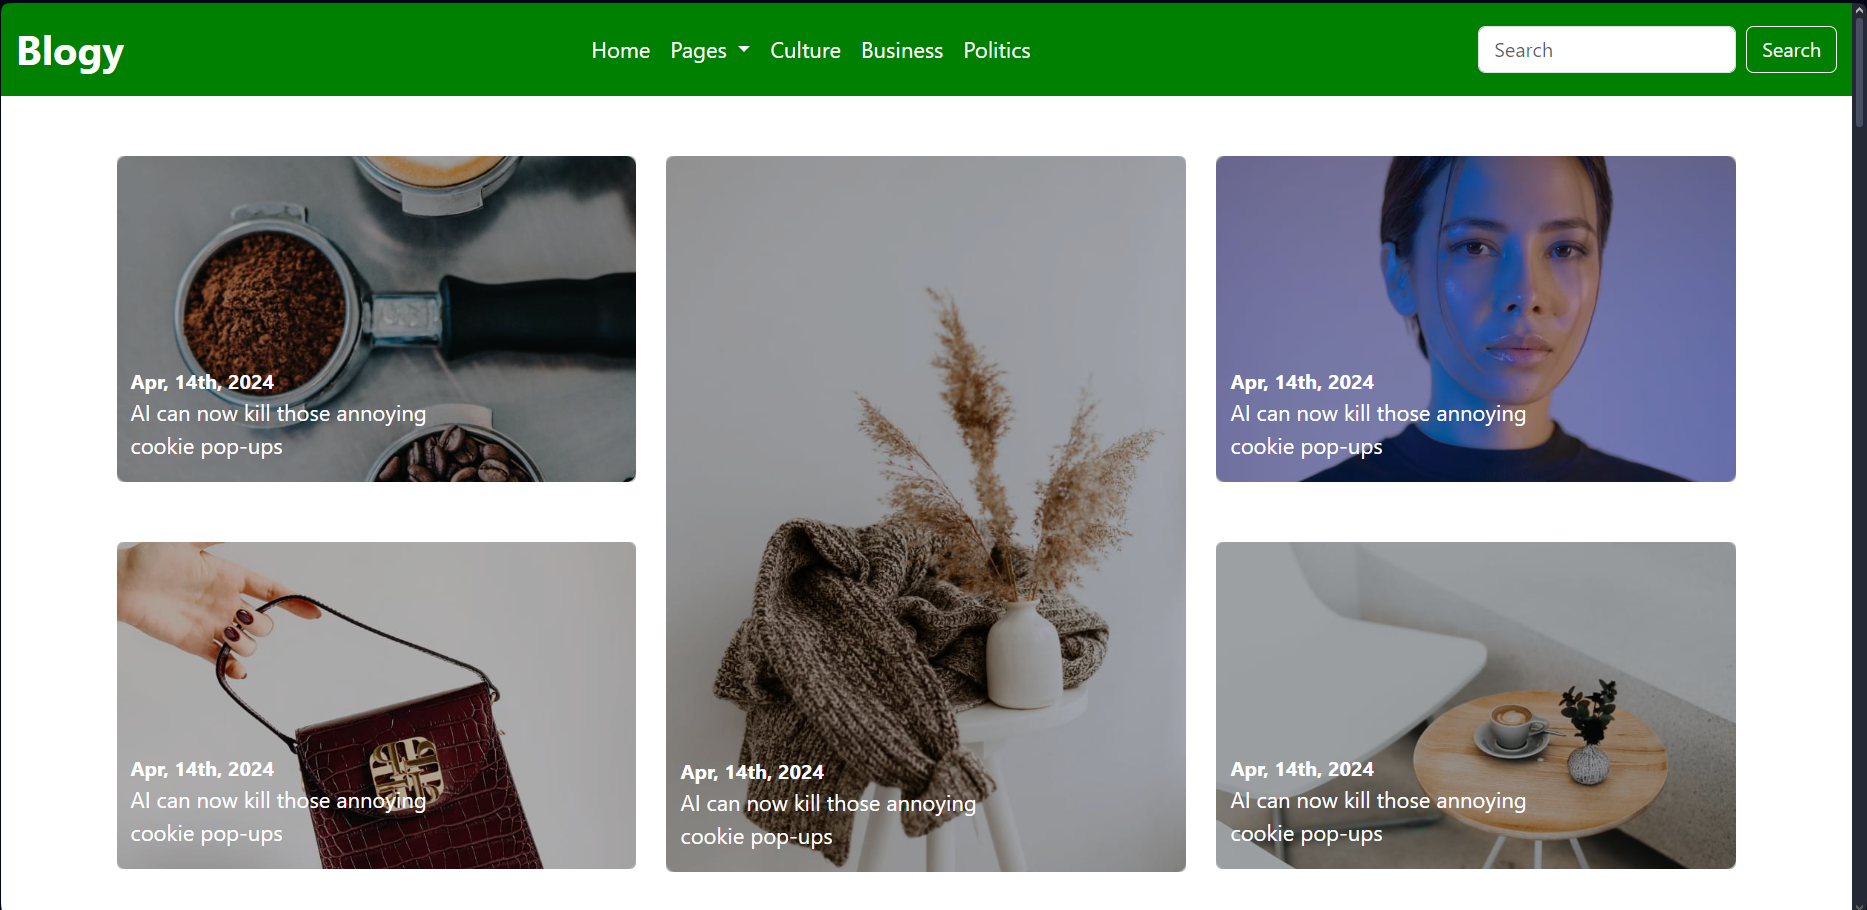 Blogy
Home Pages Culture Business Politics
Search Search
Apr, 14th, 2024
AI can now kill those annoying
cookie pop-ups
Apr, 14th, 2024
AI can now kill those annoying
cookie pop-ups
Apr, 14th, 2024
AI can now kill those annoying
cookie pop-ups
Apr, 14th, 2024
AI can now kill those annoying
cookie pop-ups
Apr, 14th, 2024
AI can now kill those annoying
cookie pop-ups